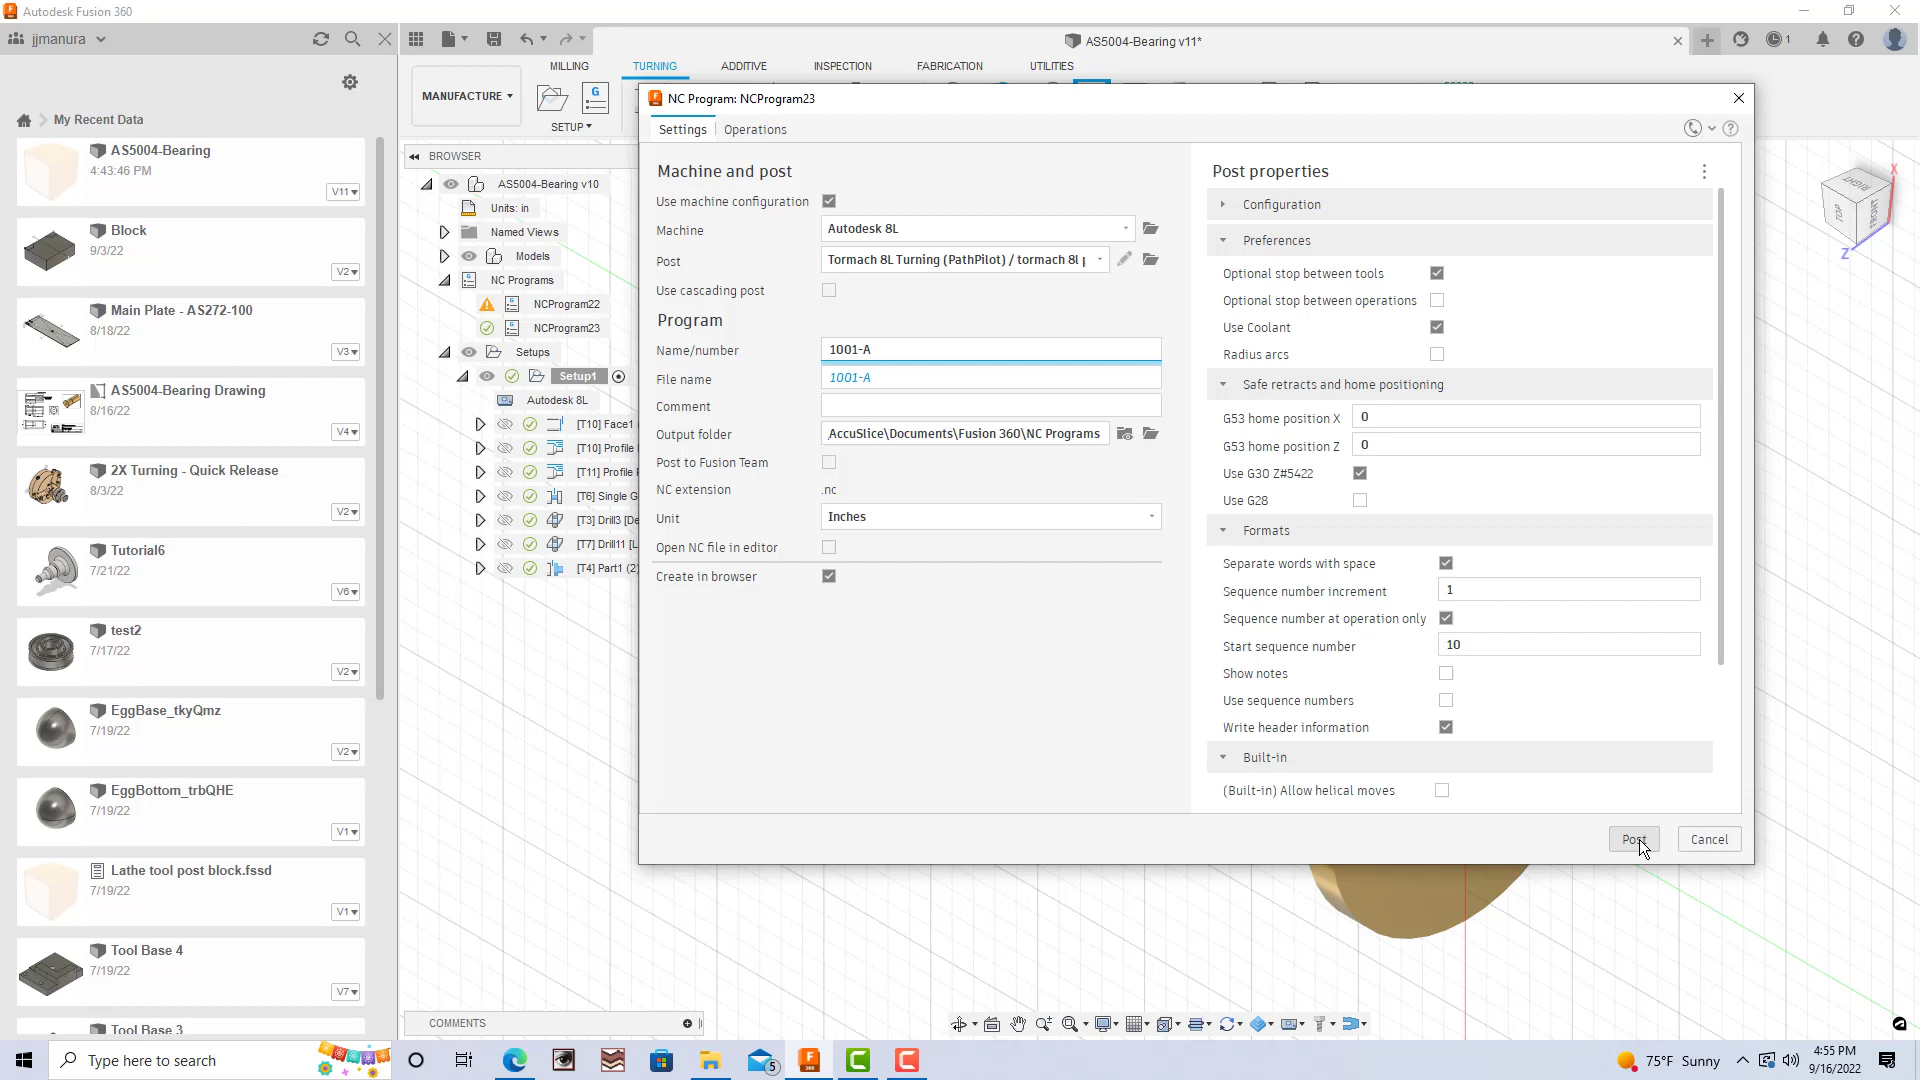 Autodesk Fusion 360
jjmanura
AS5004-Bearing v11*
1
My Recent Data
AS5004-Bearing
4:43:46 PM
V11
Block
9/3/22
V2
Main Plate - AS272-100
8/18/22
V3
AS5004-Bearing Drawing
8/16/22
V4
2X Turning - Quick Release
8/3/22
V2
Tutorial6
7/21/22
V6
test2
7/17/22
V2
EggBase_tkyQmz
7/19/22
V2
EggBottom_trbQHE
7/19/22
V1
Lathe tool post block.fssd
7/19/22
V1
Tool Base 4
7/19/22
V7
Tool Base 3
MILLING
TURNING
ADDITIVE
INSPECTION
FABRICATION
UTILITIES
MANUFACTURE
G
SETUP
BROWSER
AS5004-Bearing v10
Units: in
Named Views
Models
NC Programs
NCProgram22
NCProgram23
Setups
Setup1
Autodesk 8L
[T10] Face1
[T10] Profile
[T11] Profile
[T6] Single G
[T3] Drill3 [De
[T7] Drill11 [L
[T4] Part1 (2)
COMMENTS
NC Program: NCProgram23
Settings
Operations
Machine and post
Use machine configuration
Machine
Autodesk 8L
Post
Tormach 8L Turning (PathPilot) / tormach 8l p
Use cascading post
Program
Name/number
1001-A
File name
1001-A
Comment
Output folder
AccuSlice\Documents\Fusion 360\NC Programs
Post to Fusion Team
NC extension
.nc
Unit
Inches
Open NC file in editor
Create in browser
Post properties
Configuration
Preferences
Optional stop between tools
Optional stop between operations
Use Coolant
Radius arcs
Safe retracts and home positioning
G53 home position X
0
G53 home position Z
0
Use G30 Z#5422
Use G28
Formats
Separate words with space
Sequence number increment
1
Sequence number at operation only
Start sequence number
10
Show notes
Use sequence numbers
Write header information
Built-in
(Built-in) Allow helical moves
Post
Cancel
RIGHT
TOP
FRONT
X
Z
Type here to search
5
75°F Sunny
4:55 PM
9/16/2022